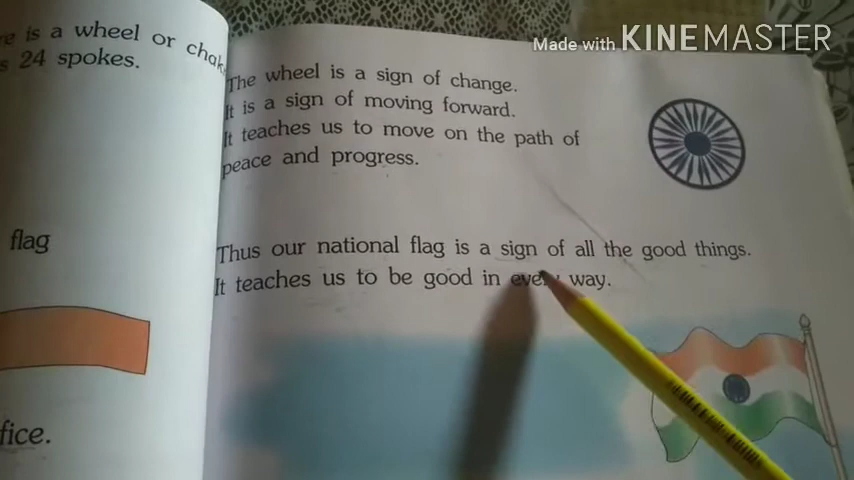 Made with KINEMASTER
re is a wheel or chak
s 24 spokes.
flag
fice.
The wheel is a sign of change.
It is a sign of moving forward.
It teaches us to move on the path of
peace and progress.
Thus our national flag is a sign of all the good things.
It teaches us to be good in every way.